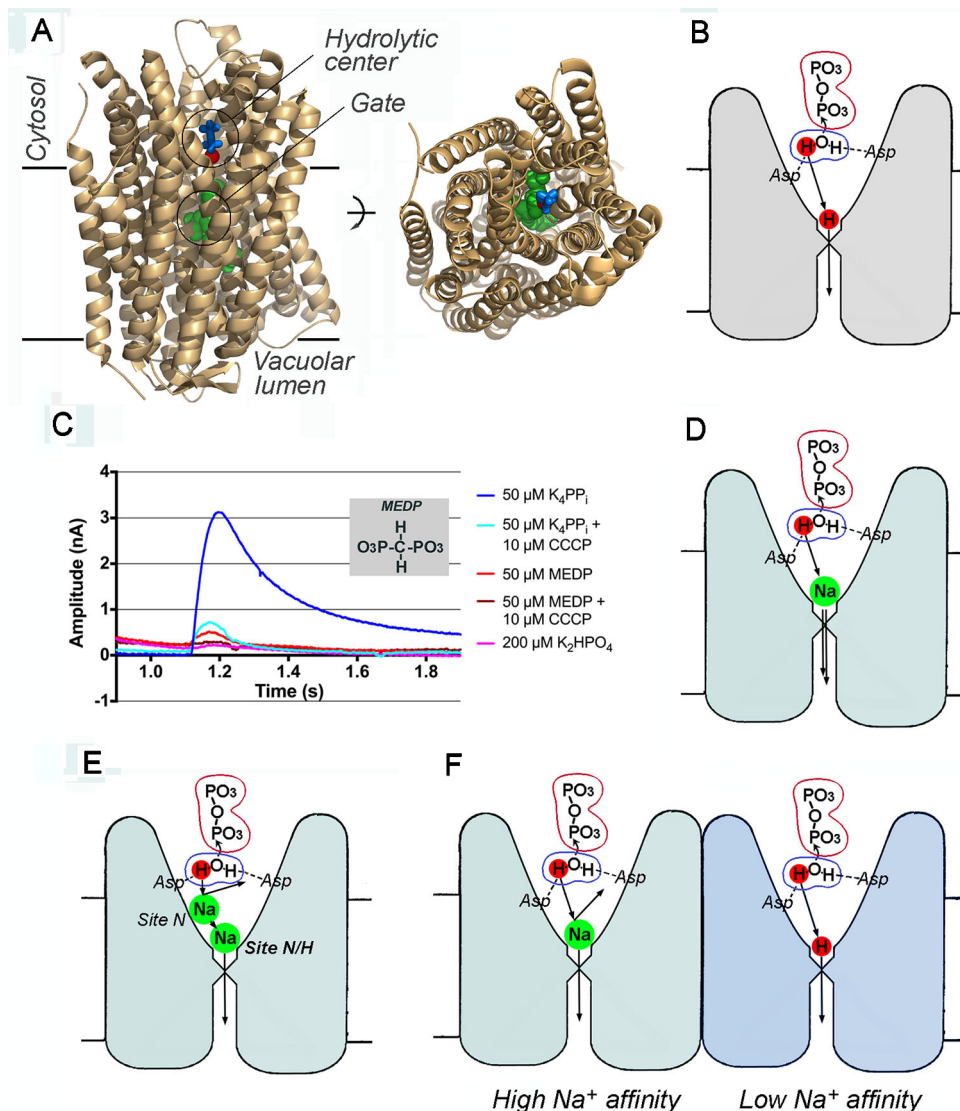 A
Hydrolytic
center
Gate
Cytosol
Vacuolar
lumen
B
PO₃
O
PO₃
H O H
Asp
Asp
H
C
Amplitude (nA)
4
3
2
1
0
-1
1.0
1.2
1.4
1.6
1.8
Time (s)
MEDP
H
O₃P-C-PO₃
H
50 µM K₄PPᵢ
50 µM K₄PPᵢ +
10 µM CCCP
50 µM MEDP
50 µM MEDP +
10 µM CCCP
200 µM K₂HPO₄
D
PO₃
O
PO₃
H O H
Asp
Asp
Na
E
PO₃
O
PO₃
H O H
Asp
Asp
Na
Site N
Na
Site N/H
F
PO₃
O
PO₃
H O H
Asp
Asp
Na
High Na⁺ affinity
PO₃
O
PO₃
H O H
Asp
Asp
H
Low Na⁺ affinity